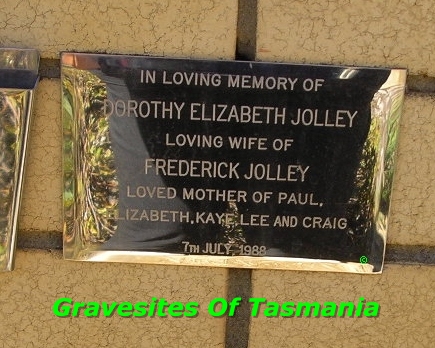 IN LOVING MEMORY OF
DOROTHY ELIZABETH JOLLEY
LOVING WIFE OF
FREDERICK JOLLEY
LOVED MOTHER OF PAUL,
ELIZABETH, KAYE, LEE AND CRAIG
7TH JULY, 1988
©
Gravesites Of Tasmania